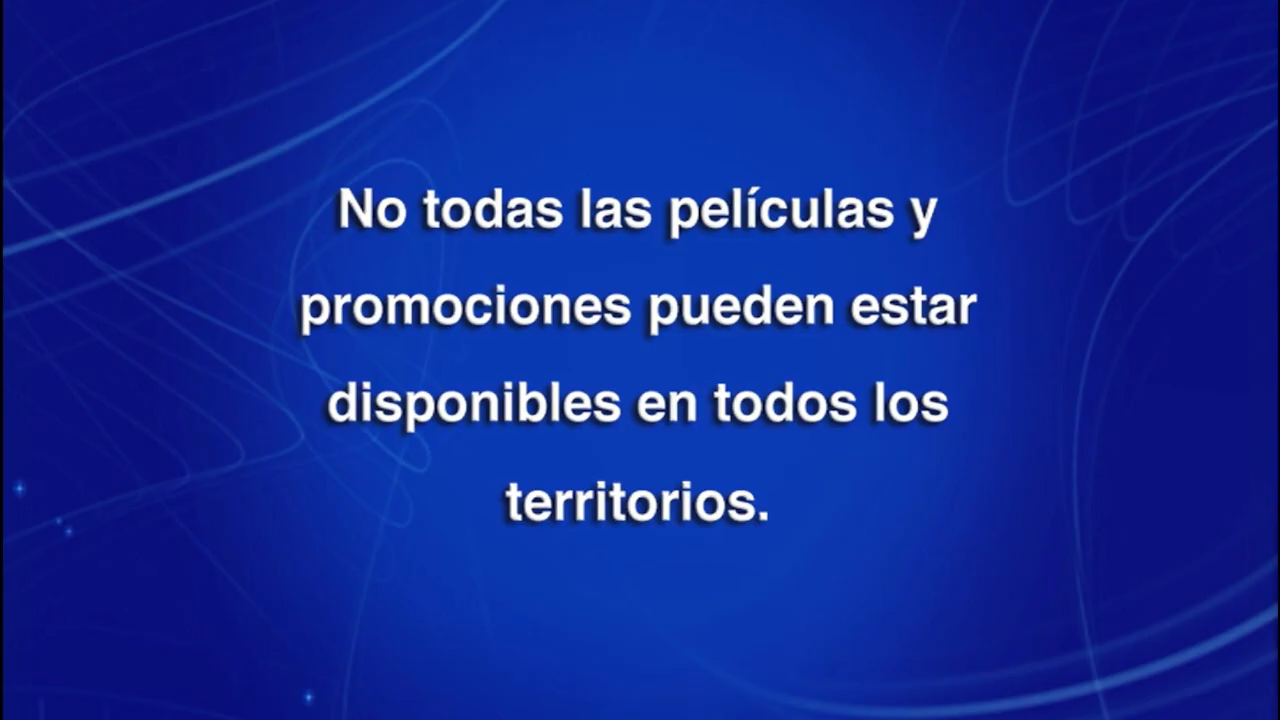 No todas las películas y
promociones pueden estar
disponibles en todos los
territorios.